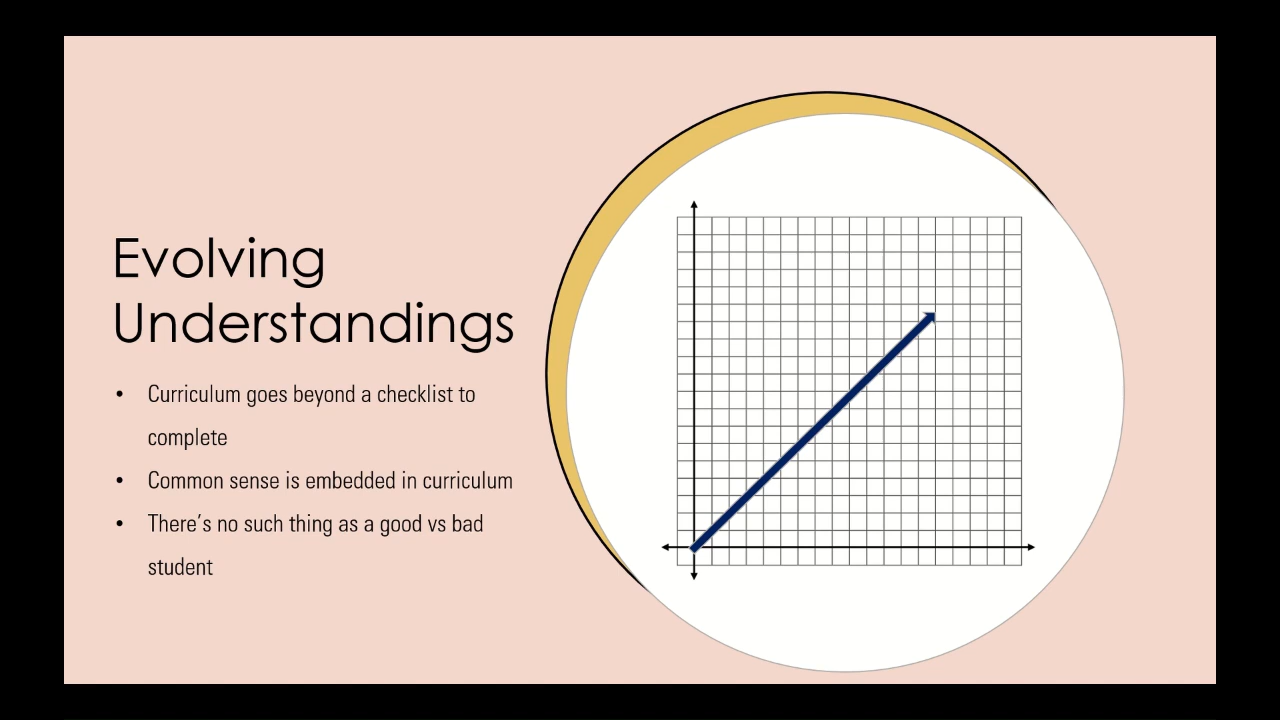 Evolving
Understandings
• Curriculum goes beyond a checklist to
complete
• Common sense is embedded in curriculum
• There's no such thing as a good vs bad
student